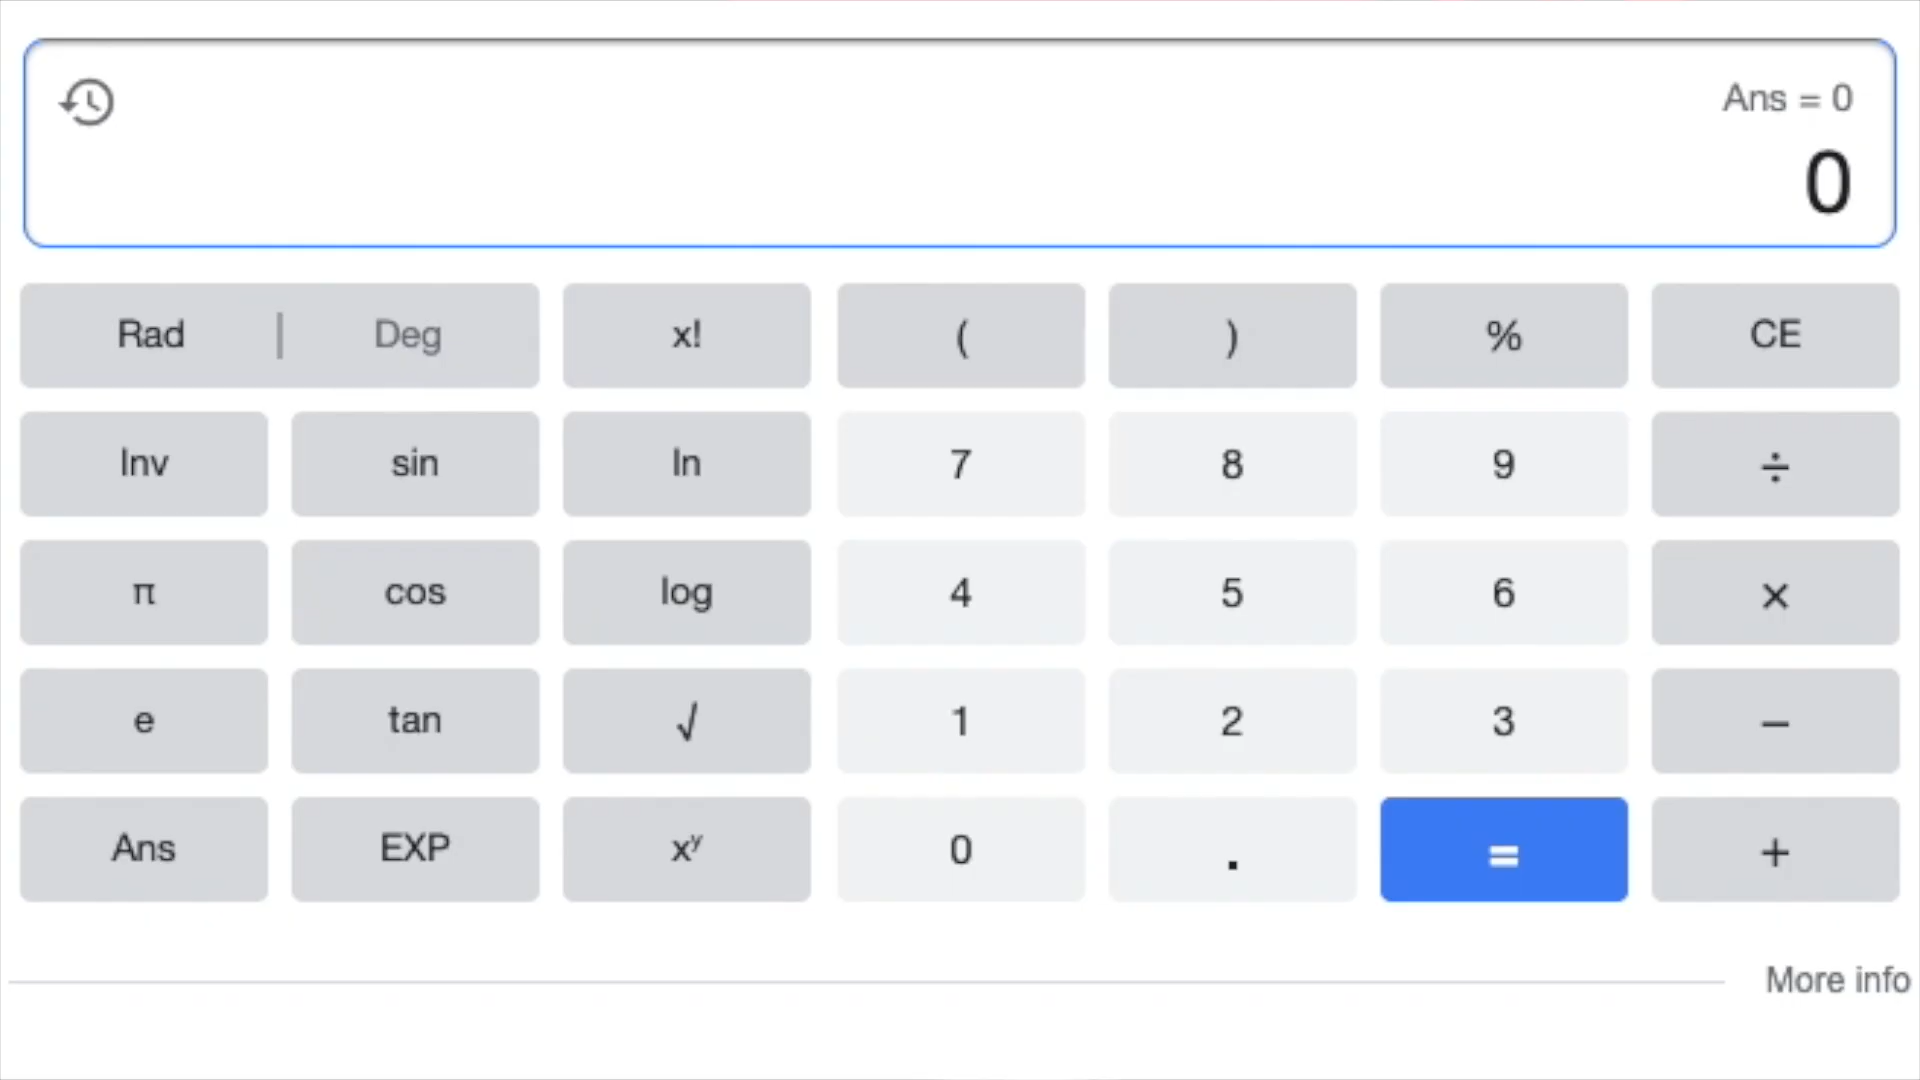 Ans = 0
0
Rad | Deg x! ( ) % CE
Inv sin ln 7 8 9 ÷
π cos log 4 5 6 ×
e tan √ 1 2 3 −
Ans EXP xʸ 0 . = +
More info